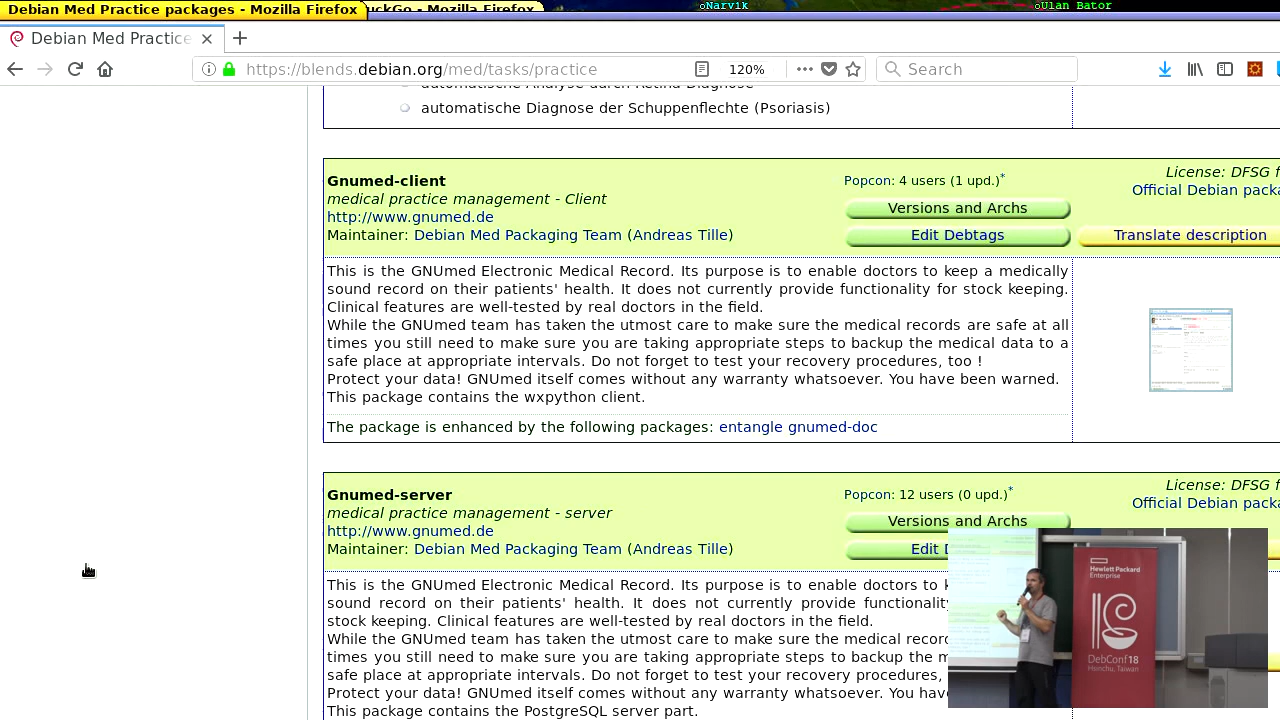 Debian Med Practice packages - Mozilla Firefox
uckGo - Mozilla Firefox
Narvik
Ulan Bator
Debian Med Practice
https://blends.debian.org/med/tasks/practice
120%
Search
automatische Analyse durch Retina Diagnose
automatische Diagnose der Schuppenflechte (Psoriasis)
Gnumed-client
medical practice management - Client
http://www.gnumed.de
Maintainer: Debian Med Packaging Team (Andreas Tille)
Popcon: 4 users (1 upd.)*
Versions and Archs
Edit Debtags
License: DFSG f
Official Debian packa
Translate description
This is the GNUmed Electronic Medical Record. Its purpose is to enable doctors to keep a medically
sound record on their patients' health. It does not currently provide functionality for stock keeping.
Clinical features are well-tested by real doctors in the field.
While the GNUmed team has taken the utmost care to make sure the medical records are safe at all
times you still need to make sure you are taking appropriate steps to backup the medical data to a
safe place at appropriate intervals. Do not forget to test your recovery procedures, too !
Protect your data! GNUmed itself comes without any warranty whatsoever. You have been warned.
This package contains the wxpython client.
The package is enhanced by the following packages: entangle gnumed-doc
Gnumed-server
medical practice management - server
http://www.gnumed.de
Maintainer: Debian Med Packaging Team (Andreas Tille)
Popcon: 12 users (0 upd.)*
Versions and Archs
Edit D
License: DFSG f
Official Debian packa
This is the GNUmed Electronic Medical Record. Its purpose is to enable doctors to k
sound record on their patients' health. It does not currently provide functionality
stock keeping. Clinical features are well-tested by real doctors in the field.
While the GNUmed team has taken the utmost care to make sure the medical recor
times you still need to make sure you are taking appropriate steps to backup the m
safe place at appropriate intervals. Do not forget to test your recovery procedures,
Protect your data! GNUmed itself comes without any warranty whatsoever. You hav
This package contains the PostgreSQL server part.
Hewlett Packard
Enterprise
DebConf18
Hsinchu, Taiwan